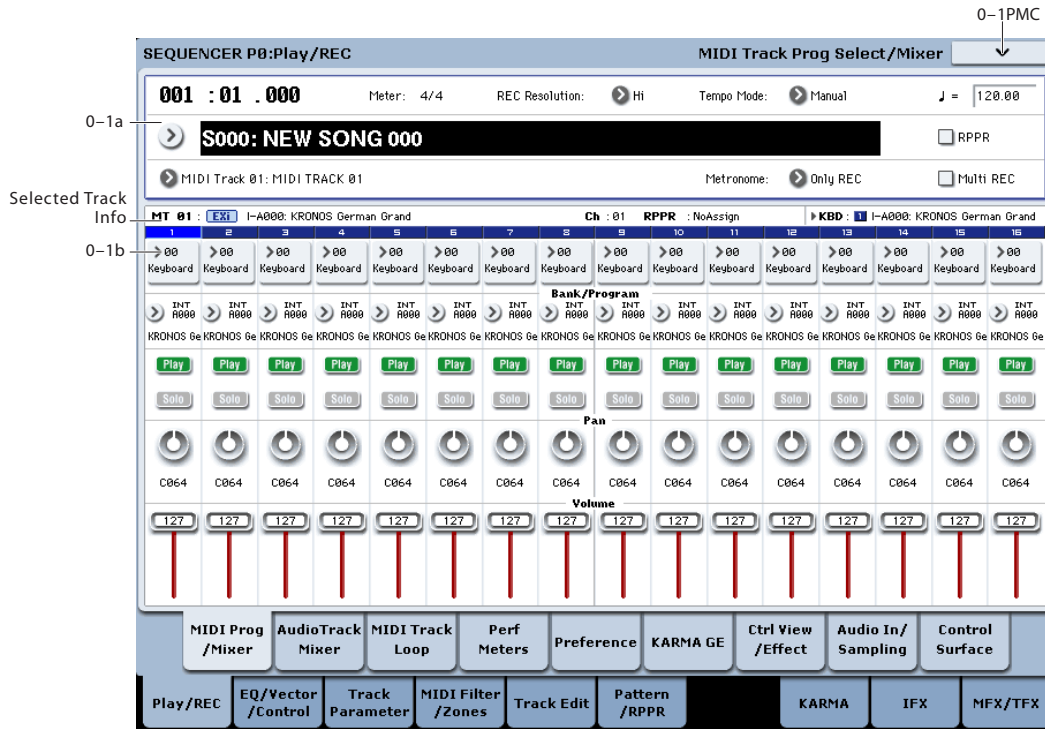 0–1PMC
SEQUENCER P0:Play/REC MIDI Track Prog Select/Mixer
001 :01 .000 Meter: 4/4 REC Resolution: Hi Tempo Mode: Manual ♩ = 120.00
0–1a
S000: NEW SONG 000 RPPR
MIDI Track 01: MIDI TRACK 01 Metronome: Only REC Multi REC
Selected Track
Info
MT 01 : EXi I-A000: KRONOS German Grand Ch :01 RPPR :NoAssign KBD : 1 I-A000: KRONOS German Grand
1 2 3 4 5 6 7 8 9 10 11 12 13 14 15 16
0–1b
00 00 00 00 00 00 00 00 00 00 00 00 00 00 00 00
Keyboard Keyboard Keyboard Keyboard Keyboard Keyboard Keyboard Keyboard Keyboard Keyboard Keyboard Keyboard Keyboard Keyboard Keyboard Keyboard
Bank/Program
INT INT INT INT INT INT INT INT INT INT INT INT INT INT INT INT
A000 A000 A000 A000 A000 A000 A000 A000 A000 A000 A000 A000 A000 A000 A000 A000
KRONOS Ge KRONOS Ge KRONOS Ge KRONOS Ge KRONOS Ge KRONOS Ge KRONOS Ge KRONOS Ge KRONOS Ge KRONOS Ge KRONOS Ge KRONOS Ge KRONOS Ge KRONOS Ge KRONOS Ge KRONOS Ge
Play Play Play Play Play Play Play Play Play Play Play Play Play Play Play Play
Solo Solo Solo Solo Solo Solo Solo Solo Solo Solo Solo Solo Solo Solo Solo Solo
Pan
C064 C064 C064 C064 C064 C064 C064 C064 C064 C064 C064 C064 C064 C064 C064 C064
Volume
127 127 127 127 127 127 127 127 127 127 127 127 127 127 127 127
MIDI Prog AudioTrack MIDI Track Perf Preference KARMA GE Ctrl View Audio In/ Control
/Mixer Mixer Loop Meters /Effect Sampling Surface
Play/REC EQ/Vector Track MIDI Filter Track Edit Pattern KARMA IFX MFX/TFX
/Control Parameter /Zones /RPPR